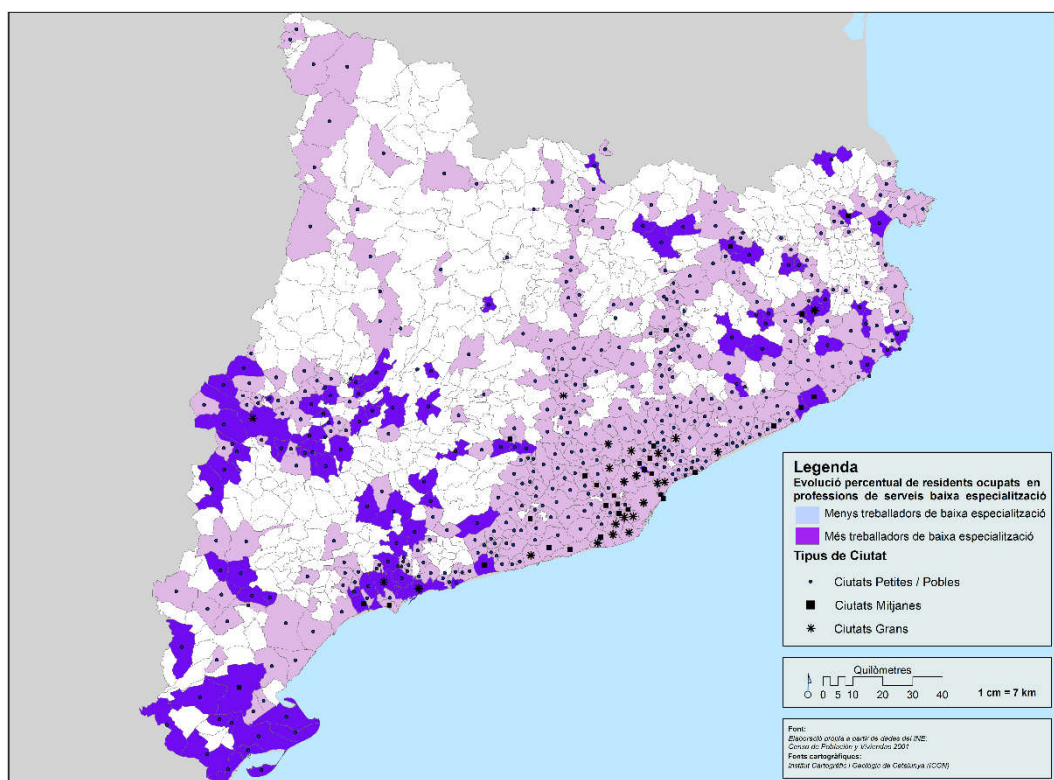 Legenda
Evolució percentual de residents ocupats en
professions de serveis baixa especialització
Menys treballadors de baixa especialització
Més treballadors de baixa especialització
Tipus de Ciutat
Ciutats Petites / Pobles
Ciutats Mitjanes
Ciutats Grans
Quilòmetres
0 5 10 20 30 40
1 cm = 7 km
Font:
Elaboració pròpia a partir de dades del INE:
Censo de Población y Viviendas 2001
Fonts cartogràfiques:
Institut Cartogràfic i Geològic de Catalunya (ICGN)